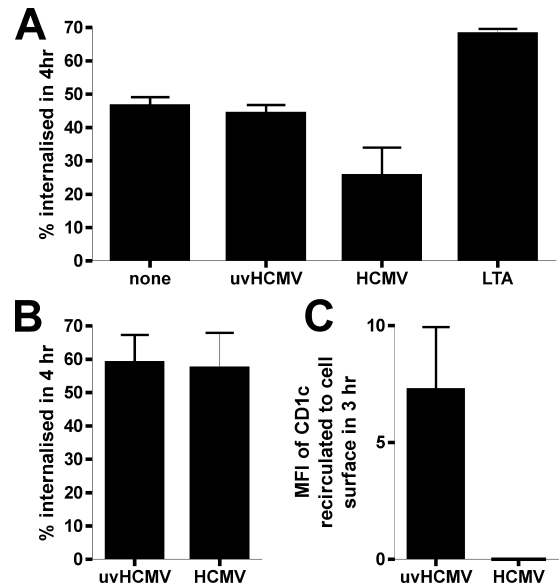 A
% internalised in 4hr
70
60
50
40
30
20
10
0
none uvHCMV HCMV LTA
B
% internalised in 4 hr
70
60
50
40
30
20
10
0
uvHCMV HCMV
C
MFI of CD1c
recirculated to cell
surface in 3 hr
10
5
0
uvHCMV HCMV